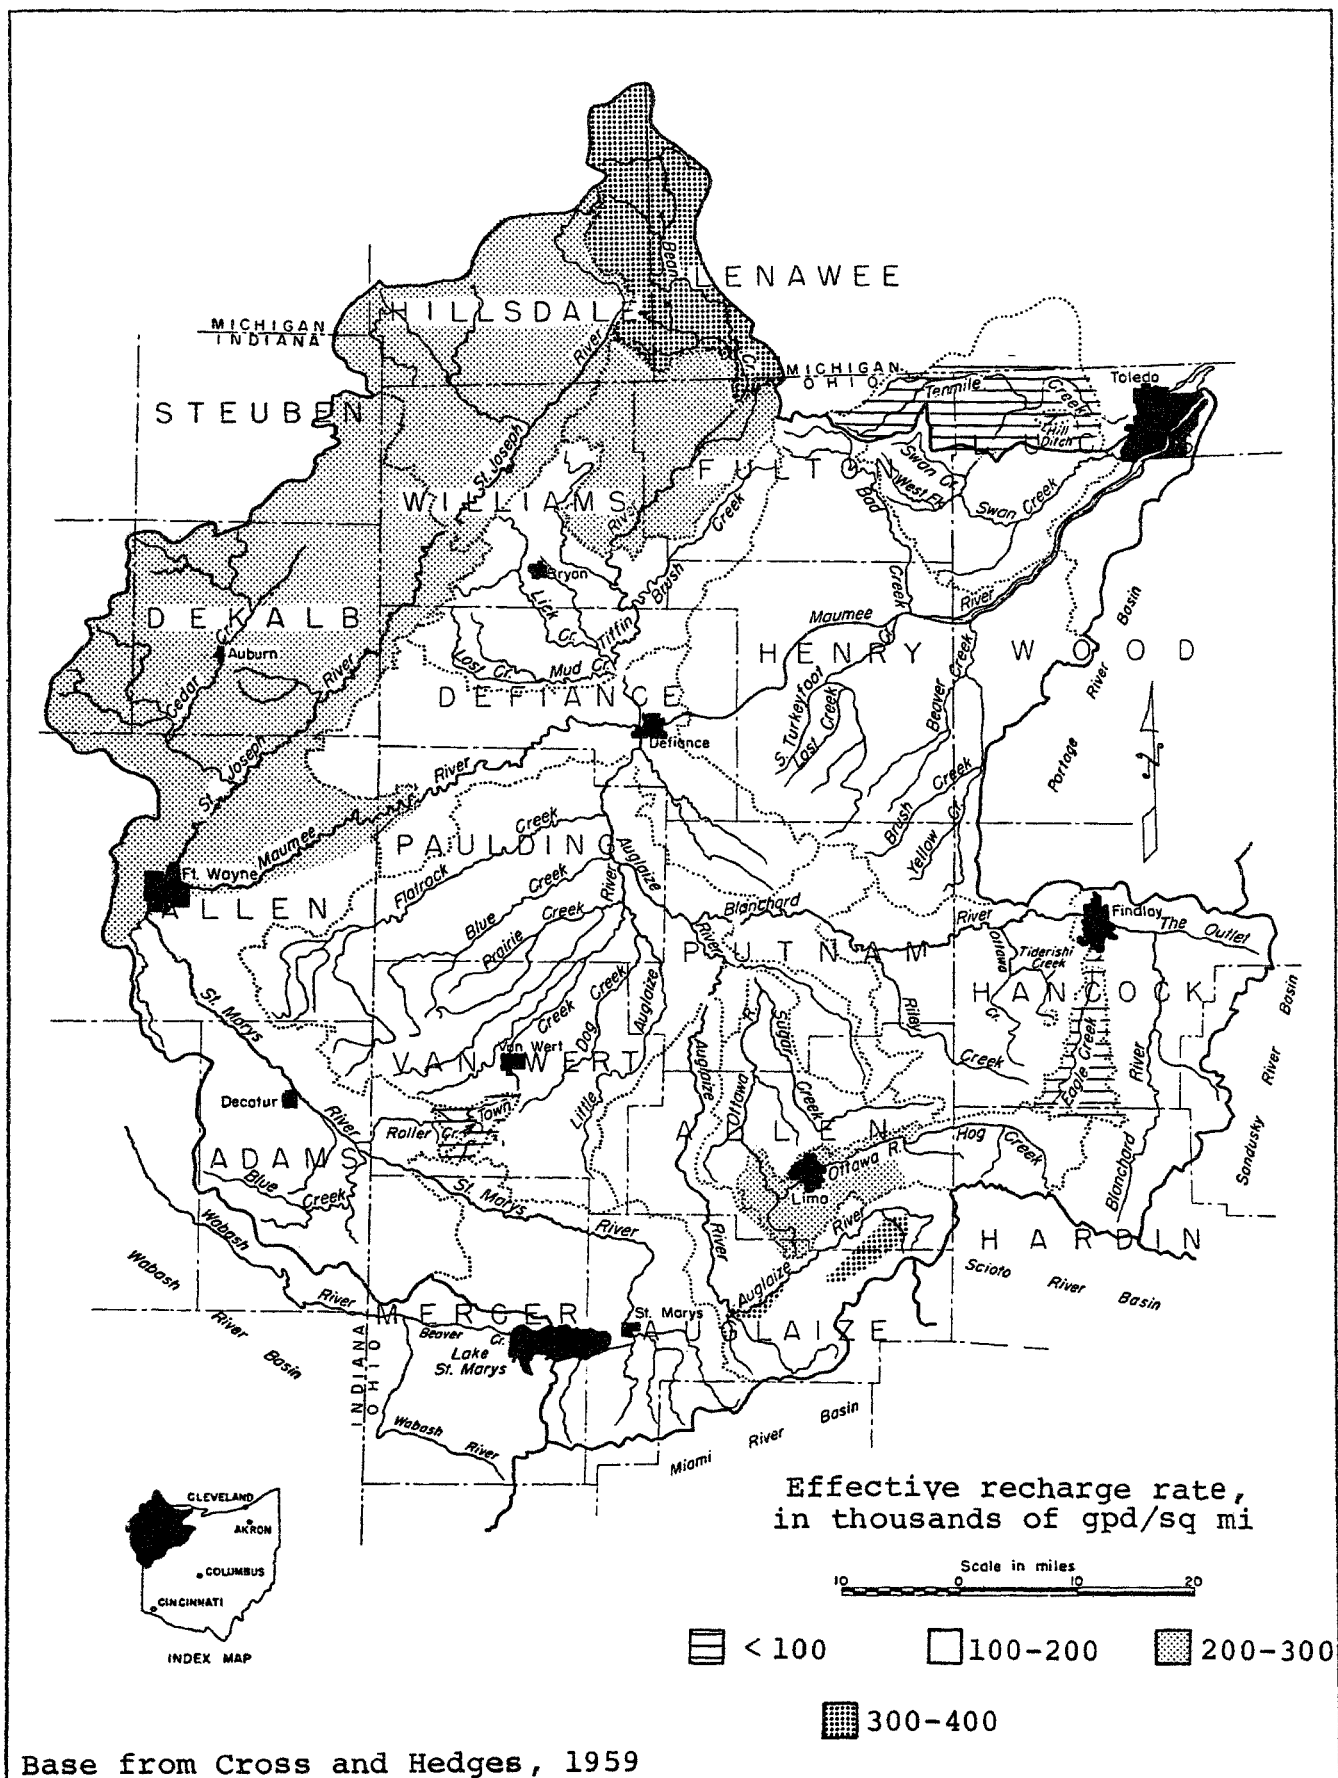 LENAWEE
HILLSDALE
Bean
Cr.
MICHIGAN
INDIANA
River
MICHIGAN
OHIO
Toledo
Tenmile
Creek
Hill
Ditch
STEUBEN
St. Joseph
LUC
FULTON
Swan Cr.
West Fk.
Swan Creek
Bad
Creek
WILLIAMS
River
Creek
Brush
Bryan
Lick
Cr.
Tiffin
DEKALB
Cr.
Auburn
Cedar
River
St. Joseph
Lost Cr.
Mud Cr.
DEFIANCE
Defiance
Maumee
River
HENRY
WOOD
Basin
River
Portage
S. Turkeyfoot
Cr.
Lost Creek
Beaver Creek
Brush Creek
Yellow Cr.
River
Maumee
PAULDING
Creek
Flatrock
Auglaize
River
Ft. Wayne
ALLEN
Blue Creek
Prairie Creek
Blanchard
River
River
Findlay
The Outlet
PUTNAM
Ottawa
Cr.
Tiderishi
Creek
HANCOCK
St. Marys
River
Creek
Dog Creek
Auglaize
Little
Van Wert
VAN WERT
Auglaize
Ottawa R.
Sugar
Creek
Riley
Creek
Eagle Creek
River
Blanchard
Basin
River
Sandusky
Decatur
Town
Roller Cr.
ALLEN
Hog Creek
Ottawa R.
Lima
ADAMS
Blue Creek
St. Marys
River
River
River
Auglaize
HARDIN
Scioto River Basin
Wabash
River
Wabash
River
Basin
MERCER
Beaver Cr.
Lake
St. Marys
St. Marys
AUGLAIZE
INDIANA
OHIO
Wabash River
Miami River Basin
Effective recharge rate,
in thousands of gpd/sq mi
Scale in miles
10 0 10 20
CLEVELAND
AKRON
COLUMBUS
CINCINNATI
INDEX MAP
< 100
100-200
200-300
300-400
Base from Cross and Hedges, 1959